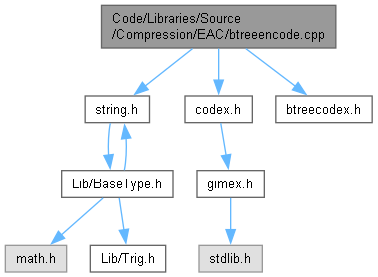 Code/Libraries/Source
/Compression/EAC/btreeencode.cpp
string.h
codex.h
btreecodex.h
Lib/BaseType.h
gimex.h
math.h
Lib/Trig.h
stdlib.h